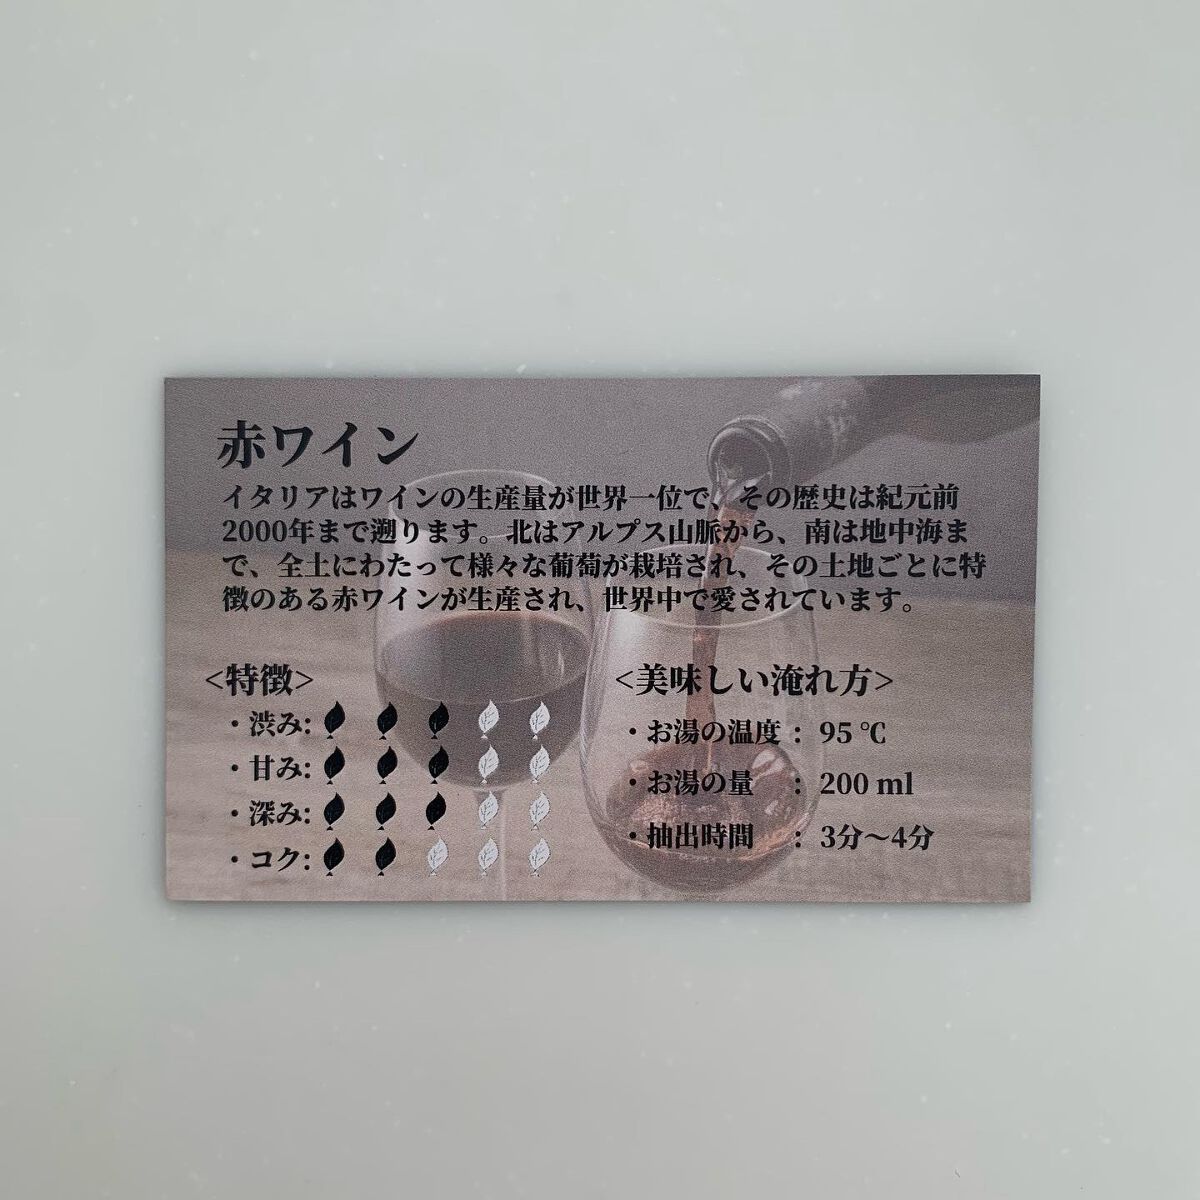 赤ワイン
イタリアはワインの生産量が世界一位で、その歴史は紀元前
2000年まで遡ります。北はアルプス山脈から、南は地中海ま
で、全土にわたって様々な葡萄が栽培され、その土地ごとに特
徴のある赤ワインが生産され、世界中で愛されています。
<特徴>
・渋み:
・甘み:
・深み:
・コク:
<美味しい淹れ方>
・お湯の温度 : 95 ℃
・お湯の量 : 200 ml
・抽出時間 : 3分～4分